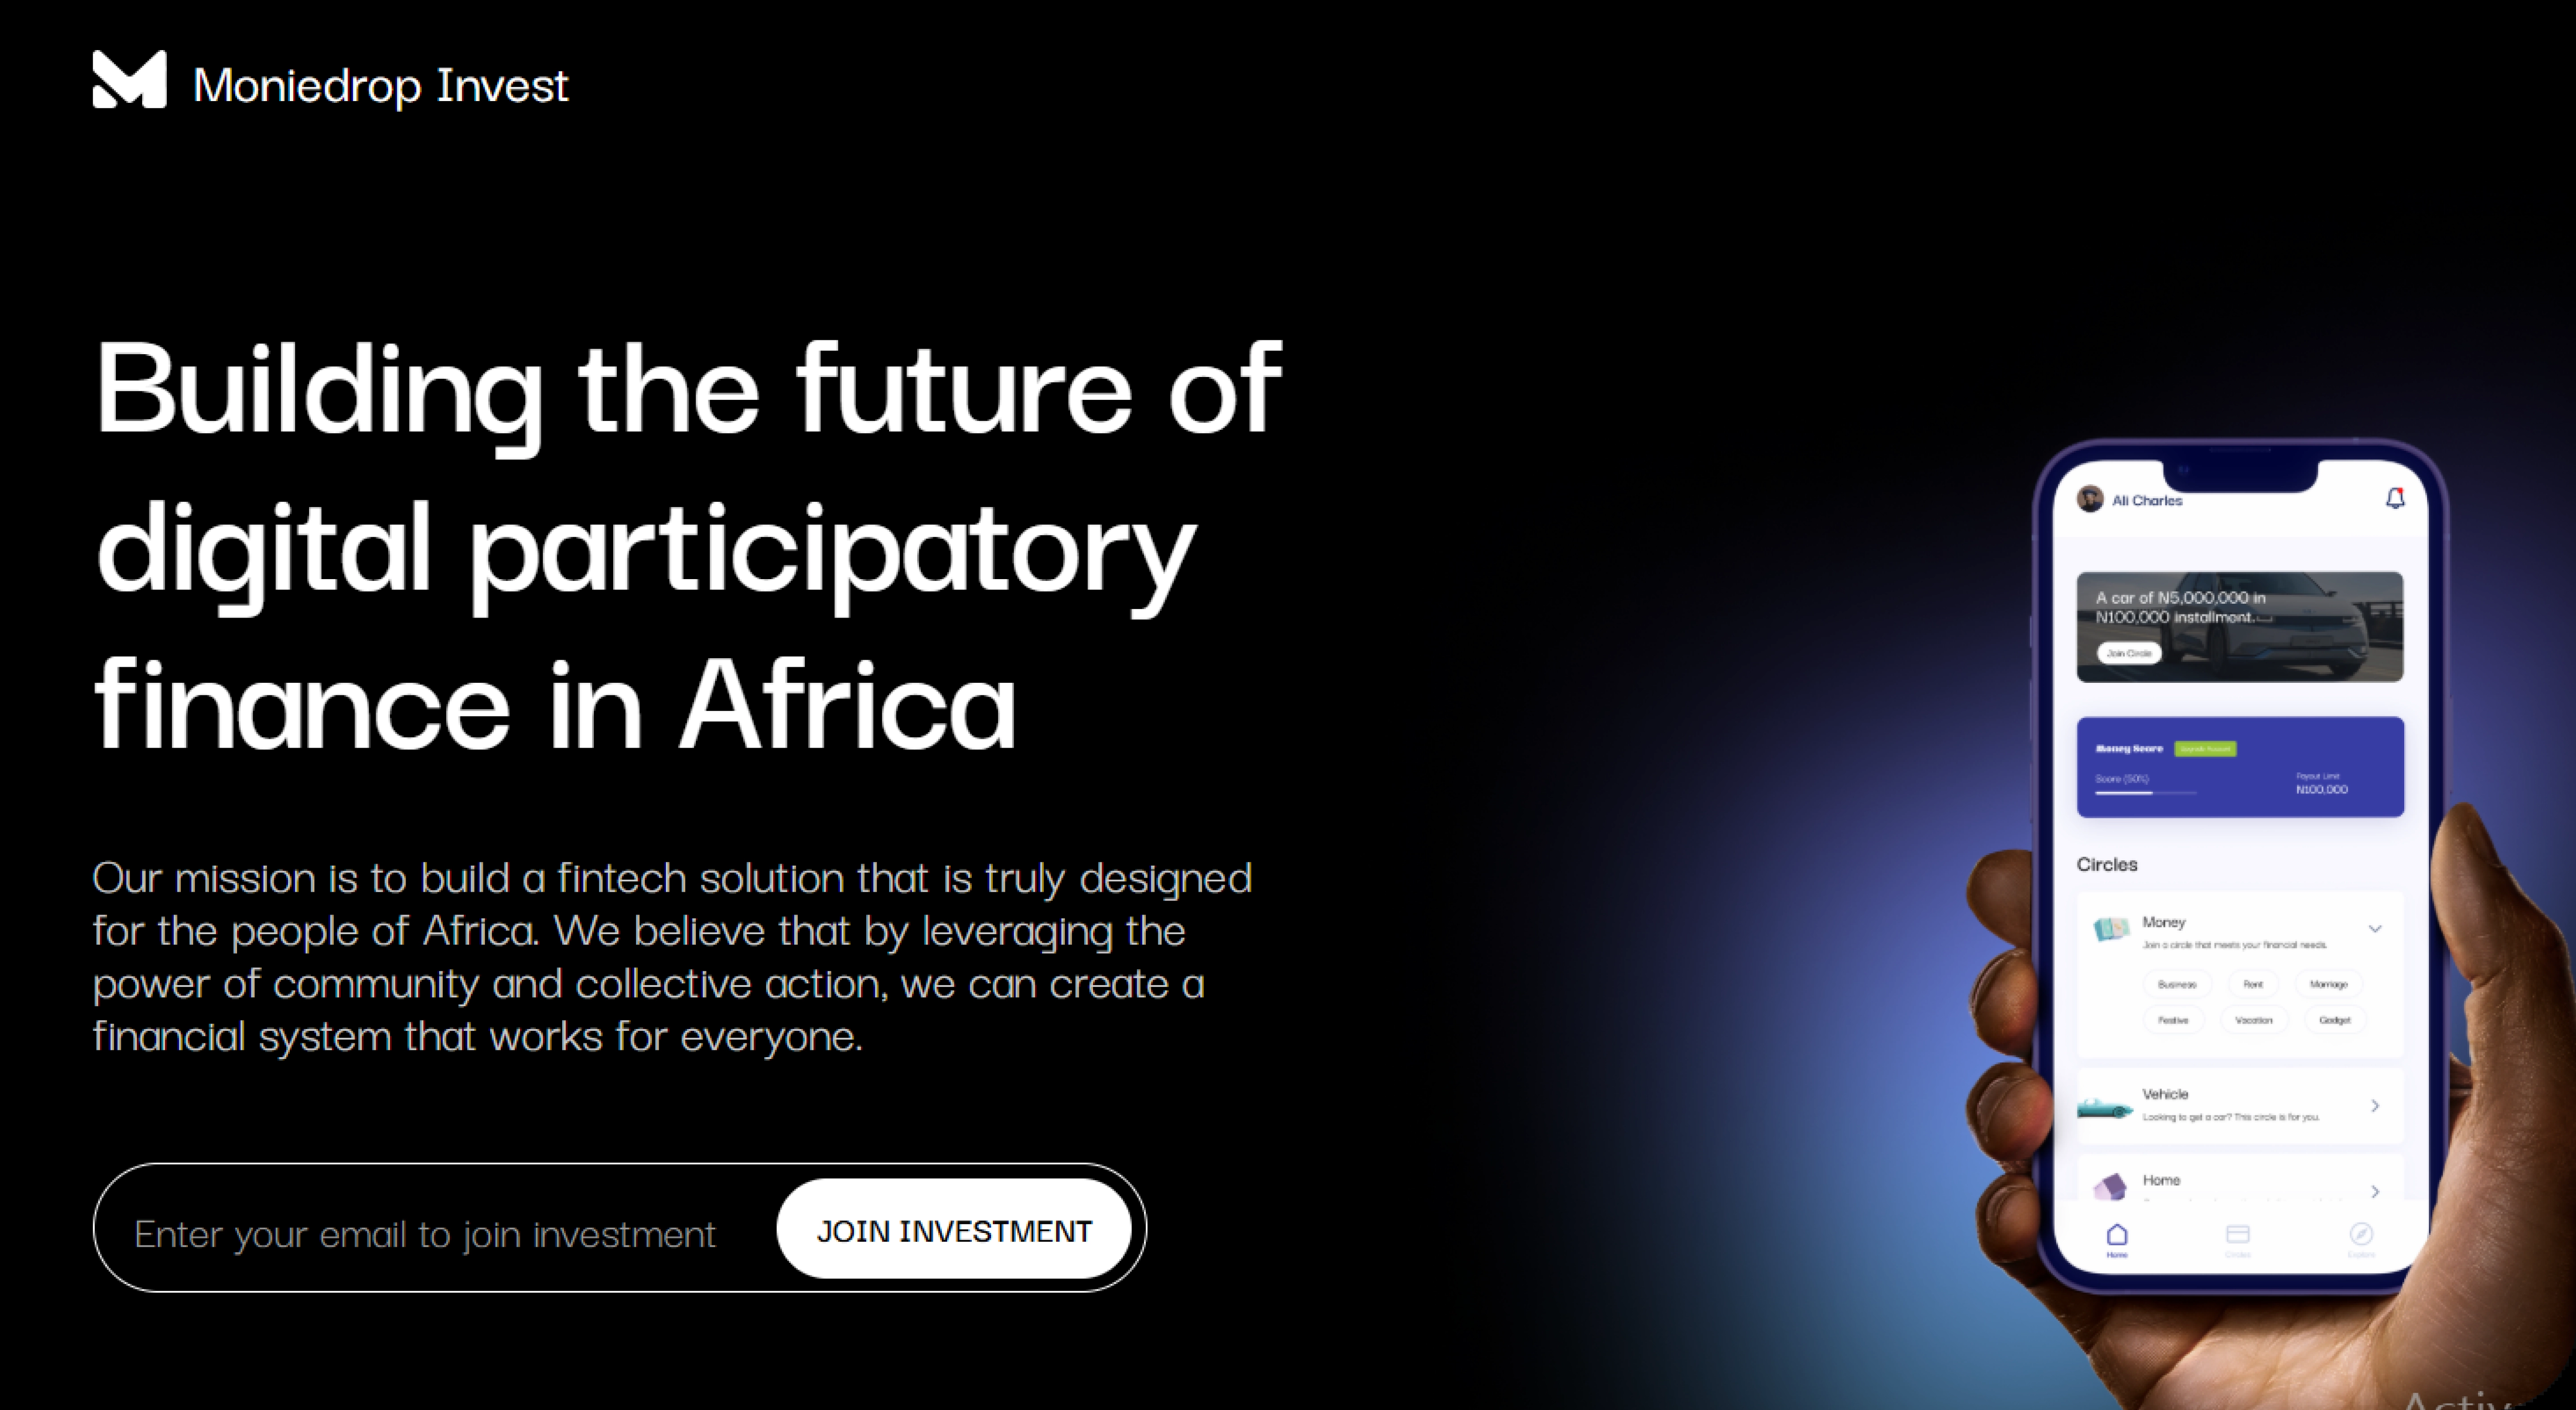 Moniedrop Invest
Building the future of
digital participatory
finance in Africa
Our mission is to build a fintech solution that is truly designed
for the people of Africa. We believe that by leveraging the
power of community and collective action, we can create a
financial system that works for everyone.
Enter your email to join investment
JOIN INVESTMENT
Ali Charles
A car of N5,000,000 in
N100,000 installment.
Join Circle
Money Score
Upgrade Account
Score (50%)
Payout Limit
N100,000
Circles
Money
Join a circle that meets your financial needs.
Business Rent Marriage
Festive Vacation Gadget
Vehicle
Looking to get a car? This circle is for you.
Home
Home Circles Explore